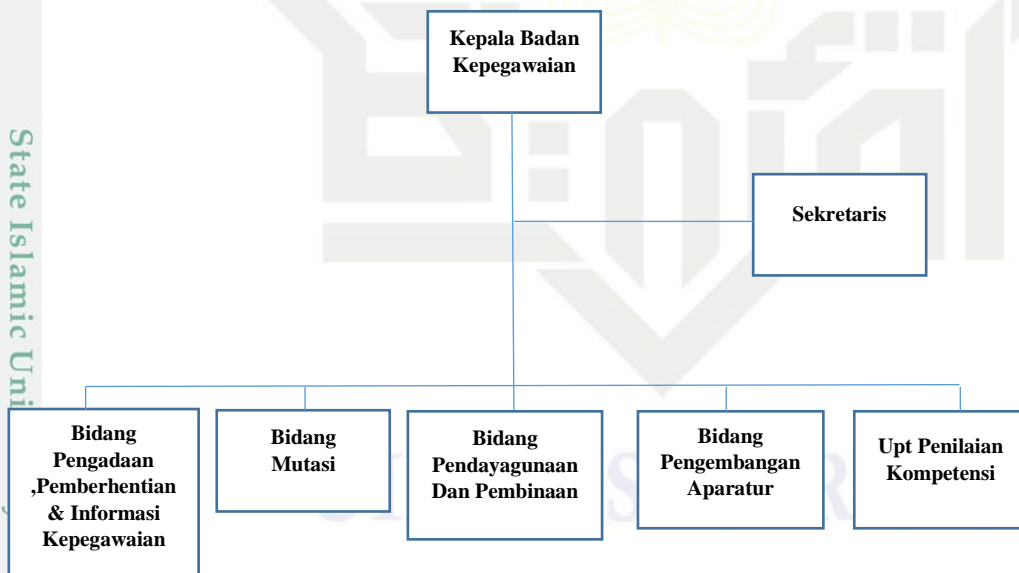 Kepala Badan
Kepegawaian
Sekretaris
Bidang
Pengadaan
,Pemberhentian
& Informasi
Kepegawaian
Bidang
Mutasi
Bidang
Pendayagunaan
Dan Pembinaan
Bidang
Pengembangan
Aparatur
Upt Penilaian
Kompetensi
State Islamic Uni